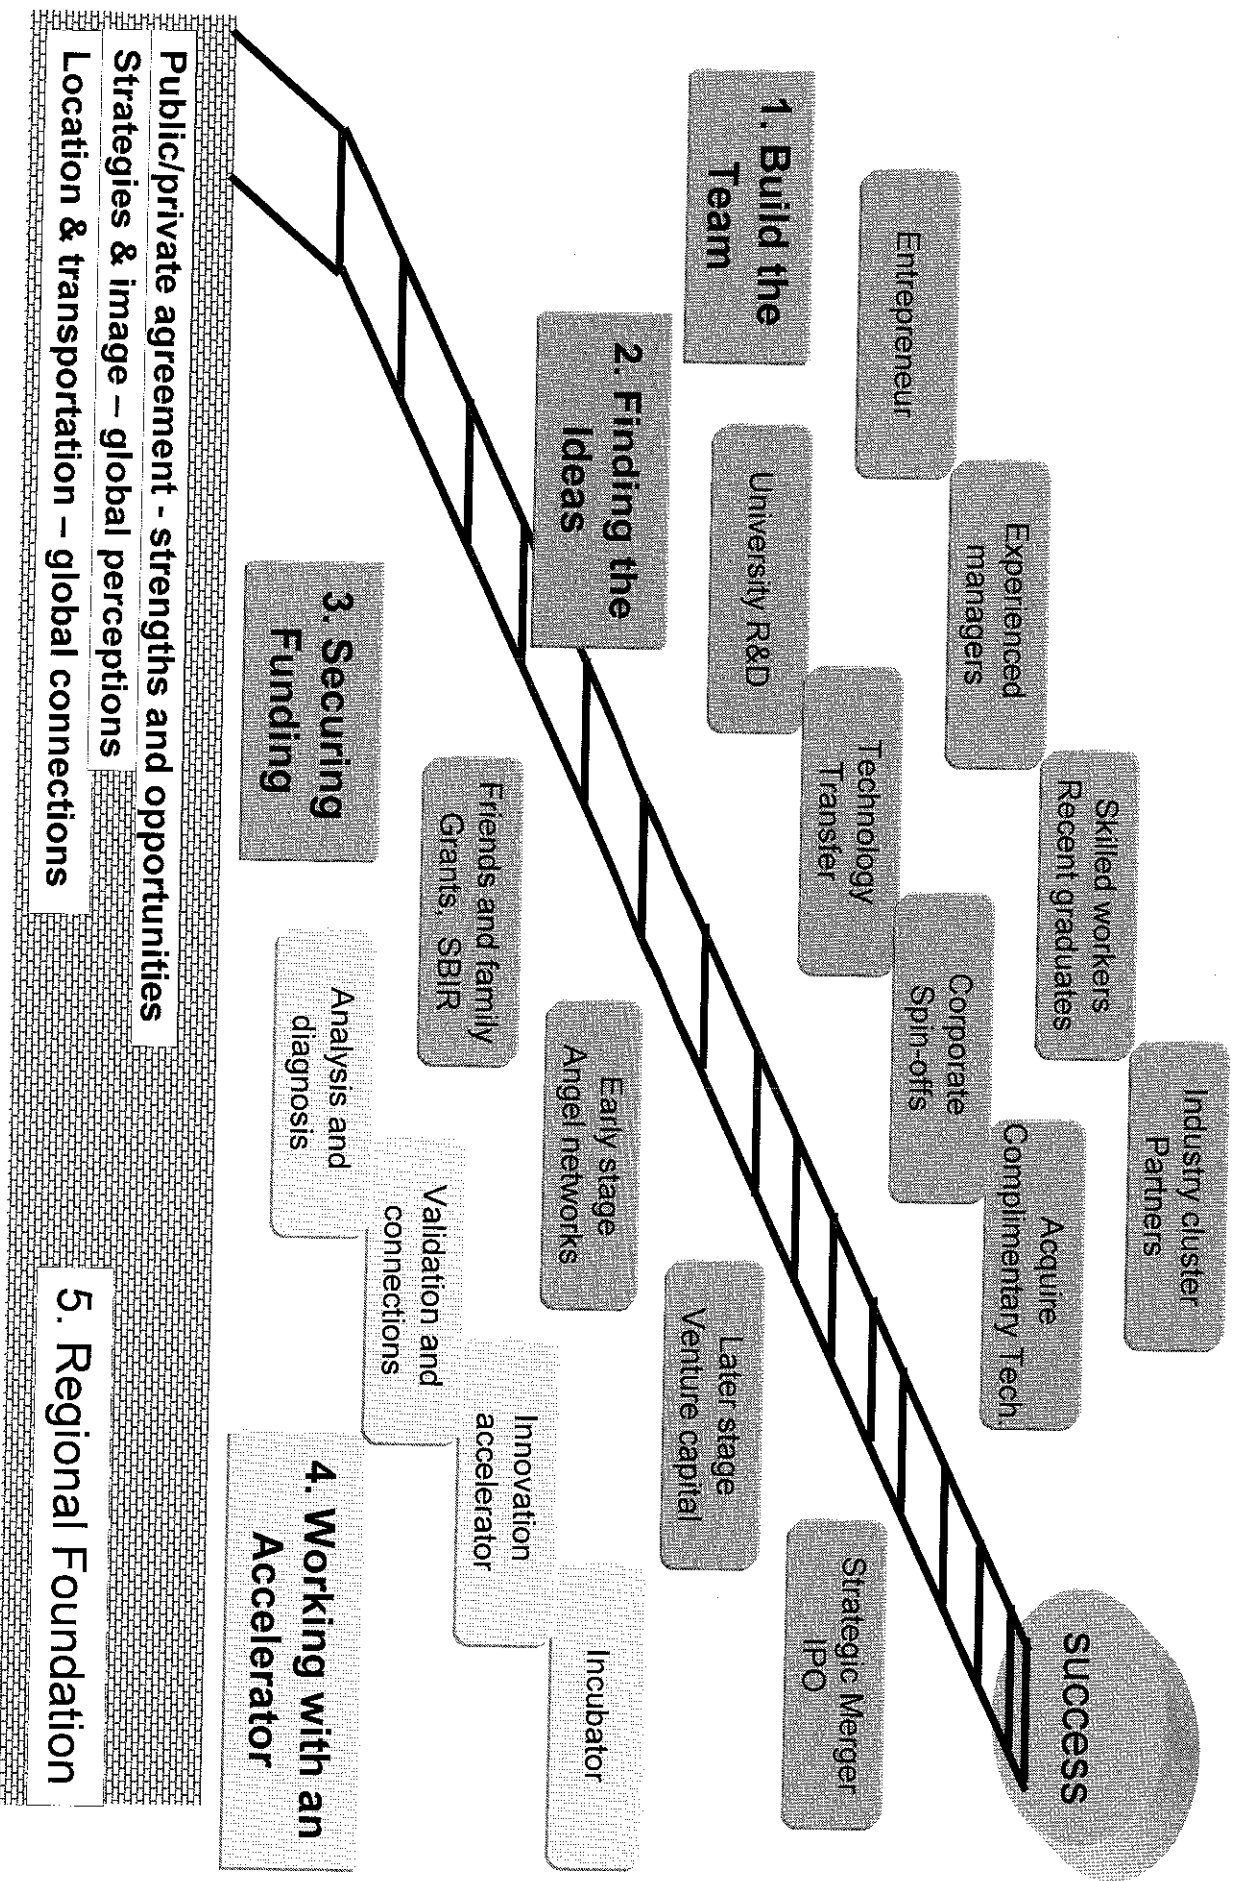 success
Industry cluster
Partners
Skilled workers
Recent graduates
Experienced
managers
Entrepreneur
1. Build the
Team
Acquire
Complimentary Tech.
Corporate
Spin-offs
Technology
Transfer
University R&D
2. Finding the
Ideas
Strategic Merger
IPO
Later stage
Venture capital
Early stage
Angel networks
Friends and family
Grants, SBIR
3. Securing
Funding
Incubator
Innovation
accelerator
Validation and
connections
Analysis and
diagnosis
4. Working with an
Accelerator
Public/private agreement - strengths and opportunities
Strategies & image – global perceptions
Location & transportation – global connections
5. Regional Foundation